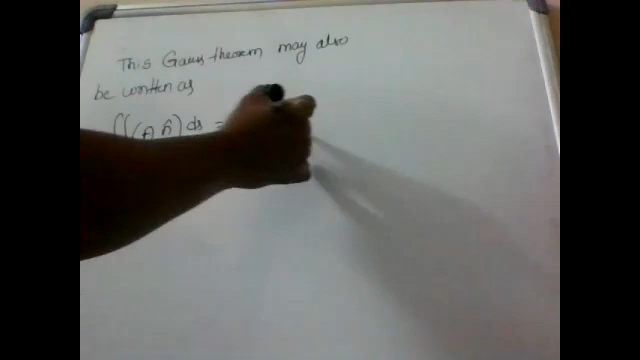 This Gauss theorem may also
be written as
∬(A n̂) ds =